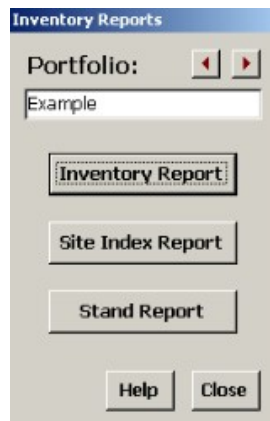 Inventory Reports
Portfolio:
Example
Inventory Report
Site Index Report
Stand Report
Help Close